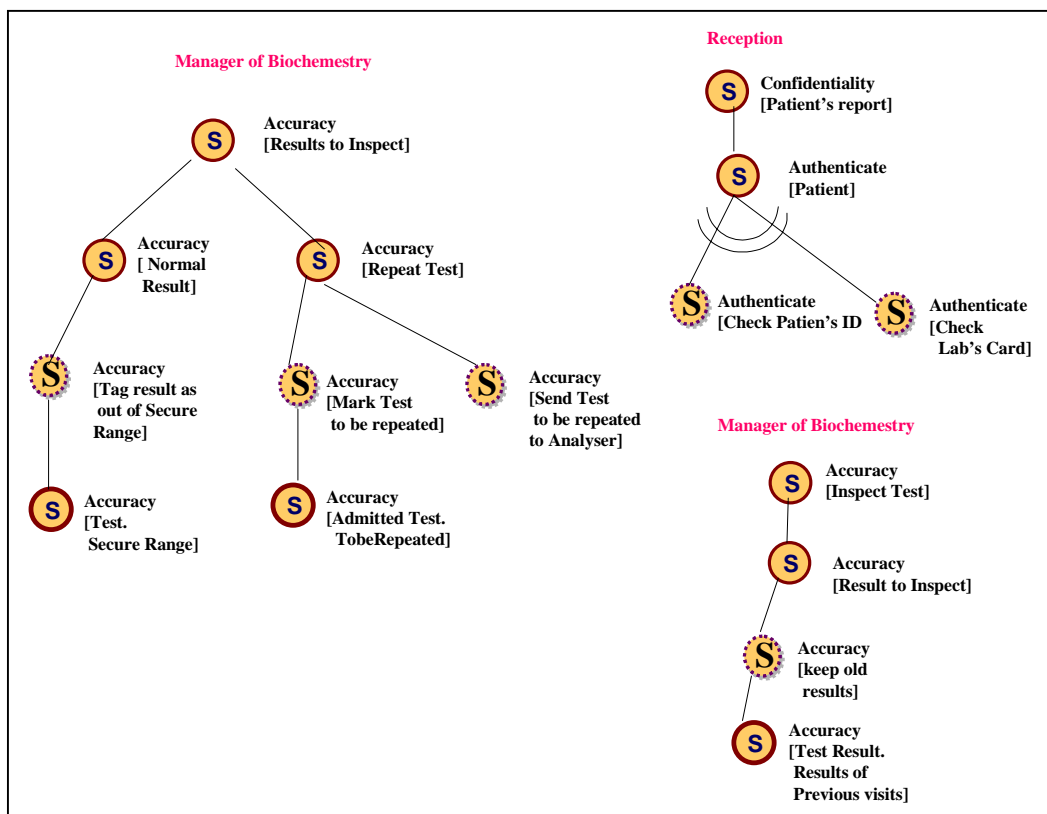 Manager of Biochemestry
S
Accuracy
[Results to Inspect]
S
Accuracy
[ Normal
Result]
S
Accuracy
[Repeat Test]
S
Accuracy
[Tag result as
out of Secure
Range]
S
Accuracy
[Mark Test
to be repeated]
S
Accuracy
[Send Test
to be repeated
to Analyser]
S
Accuracy
[Test.
Secure Range]
S
Accuracy
[Admitted Test.
TobeRepeated]
Reception
S
Confidentiality
[Patient's report]
S
Authenticate
[Patient]
S
Authenticate
[Check Patien's ID
S
Authenticate
[Check
Lab's Card]
Manager of Biochemestry
S
Accuracy
[Inspect Test]
S
Accuracy
[Result to Inspect]
S
Accuracy
[keep old
results]
S
Accuracy
[Test Result.
Results of
Previous visits]